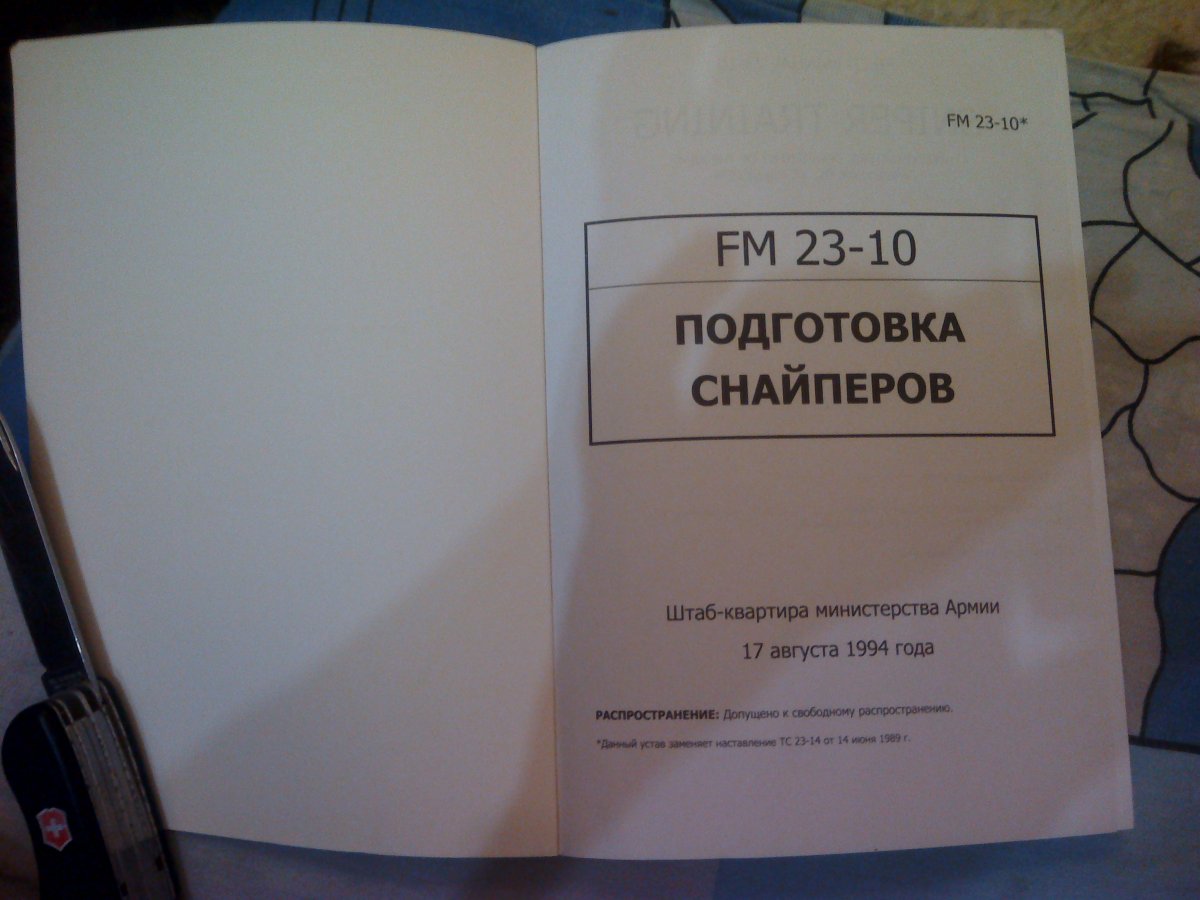 FM 23-10*
FM 23-10
ПОДГОТОВКА
СНАЙПЕРОВ
Штаб-квартира министерства Армии
17 августа 1994 года
РАСПРОСТРАНЕНИЕ: Допущено к свободному распространению.
*Данный устав заменяет наставление ТС 23-14 от 14 июня 1989 г.